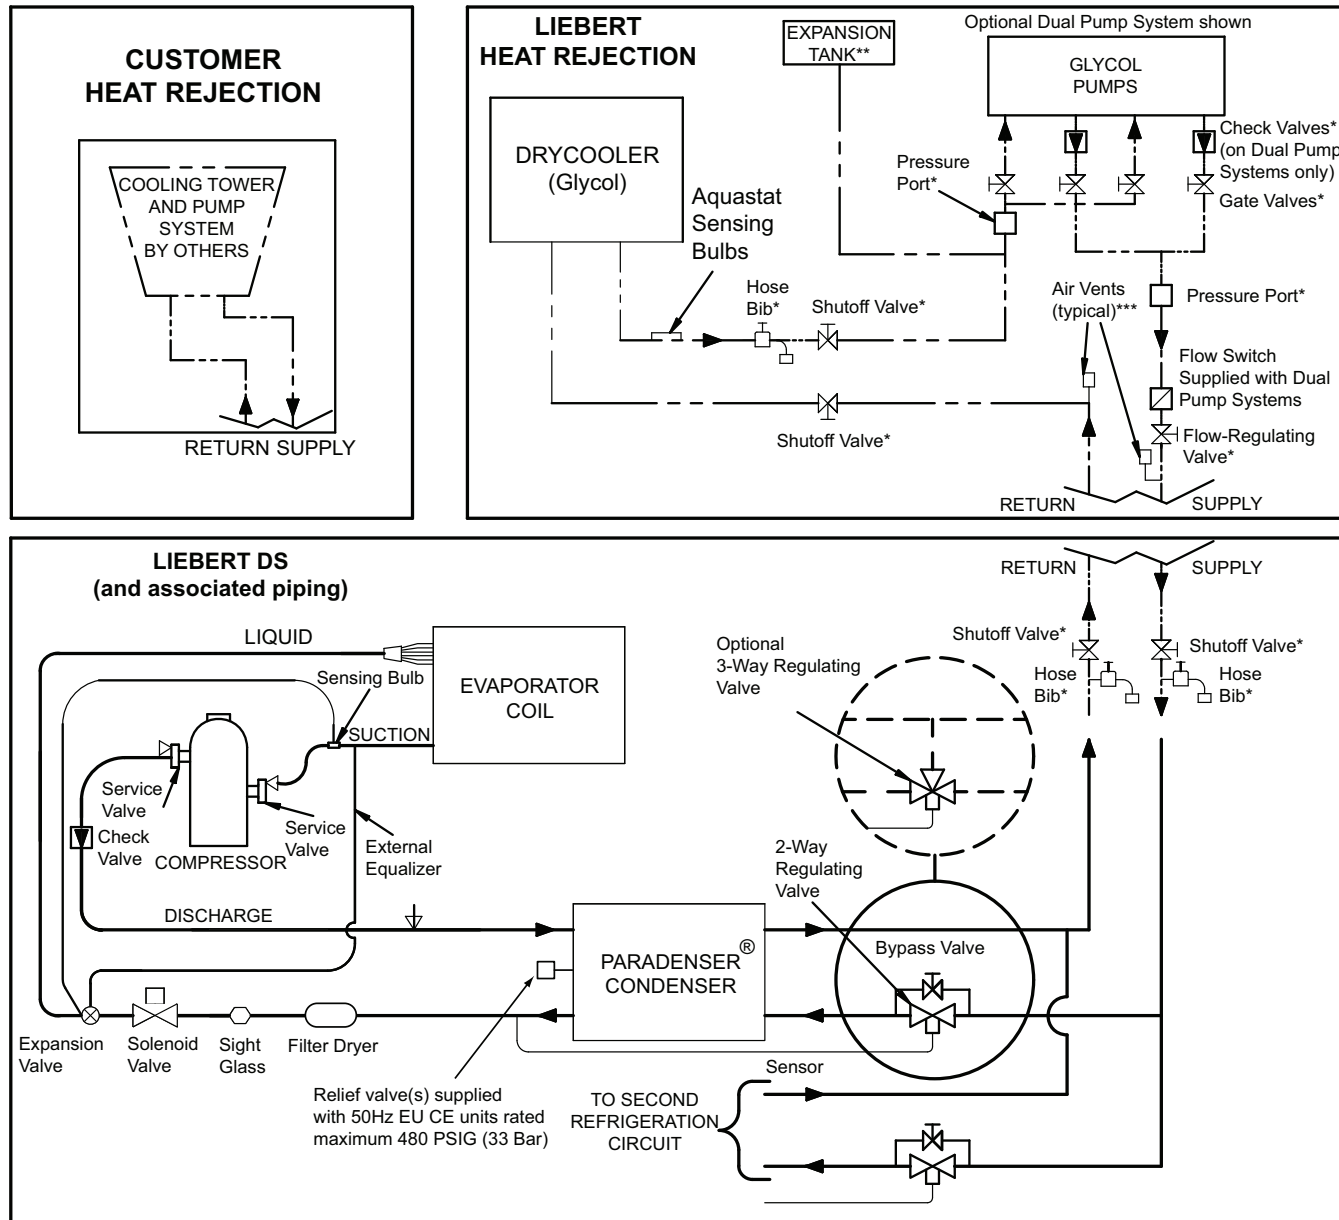 CUSTOMER
HEAT REJECTION
COOLING TOWER
AND PUMP
SYSTEM
BY OTHERS
RETURN SUPPLY
LIEBERT
HEAT REJECTION
EXPANSION
TANK**
Optional Dual Pump System shown
GLYCOL
PUMPS
DRYCOOLER
(Glycol)
Pressure
Port*
Check Valves*
(on Dual Pump
Systems only)
Gate Valves*
Aquastat
Sensing
Bulbs
Hose
Bib*
Shutoff Valve*
Air Vents
(typical)***
Pressure Port*
Flow Switch
Supplied with Dual
Pump Systems
Shutoff Valve*
Flow-Regulating
Valve*
RETURN
SUPPLY
LIEBERT DS
(and associated piping)
RETURN
SUPPLY
LIQUID
Sensing Bulb
EVAPORATOR
COIL
SUCTION
Optional
3-Way Regulating
Valve
Shutoff Valve*
Shutoff Valve*
Hose
Bib*
Hose
Bib*
Service
Valve
Check
Valve
COMPRESSOR
Service
Valve
External
Equalizer
2-Way
Regulating
Valve
DISCHARGE
PARADENSER®
CONDENSER
Bypass Valve
Expansion
Valve
Solenoid
Valve
Sight
Glass
Filter Dryer
Sensor
Relief valve(s) supplied
with 50Hz EU CE units rated
maximum 480 PSIG (33 Bar)
TO SECOND
REFRIGERATION
CIRCUIT